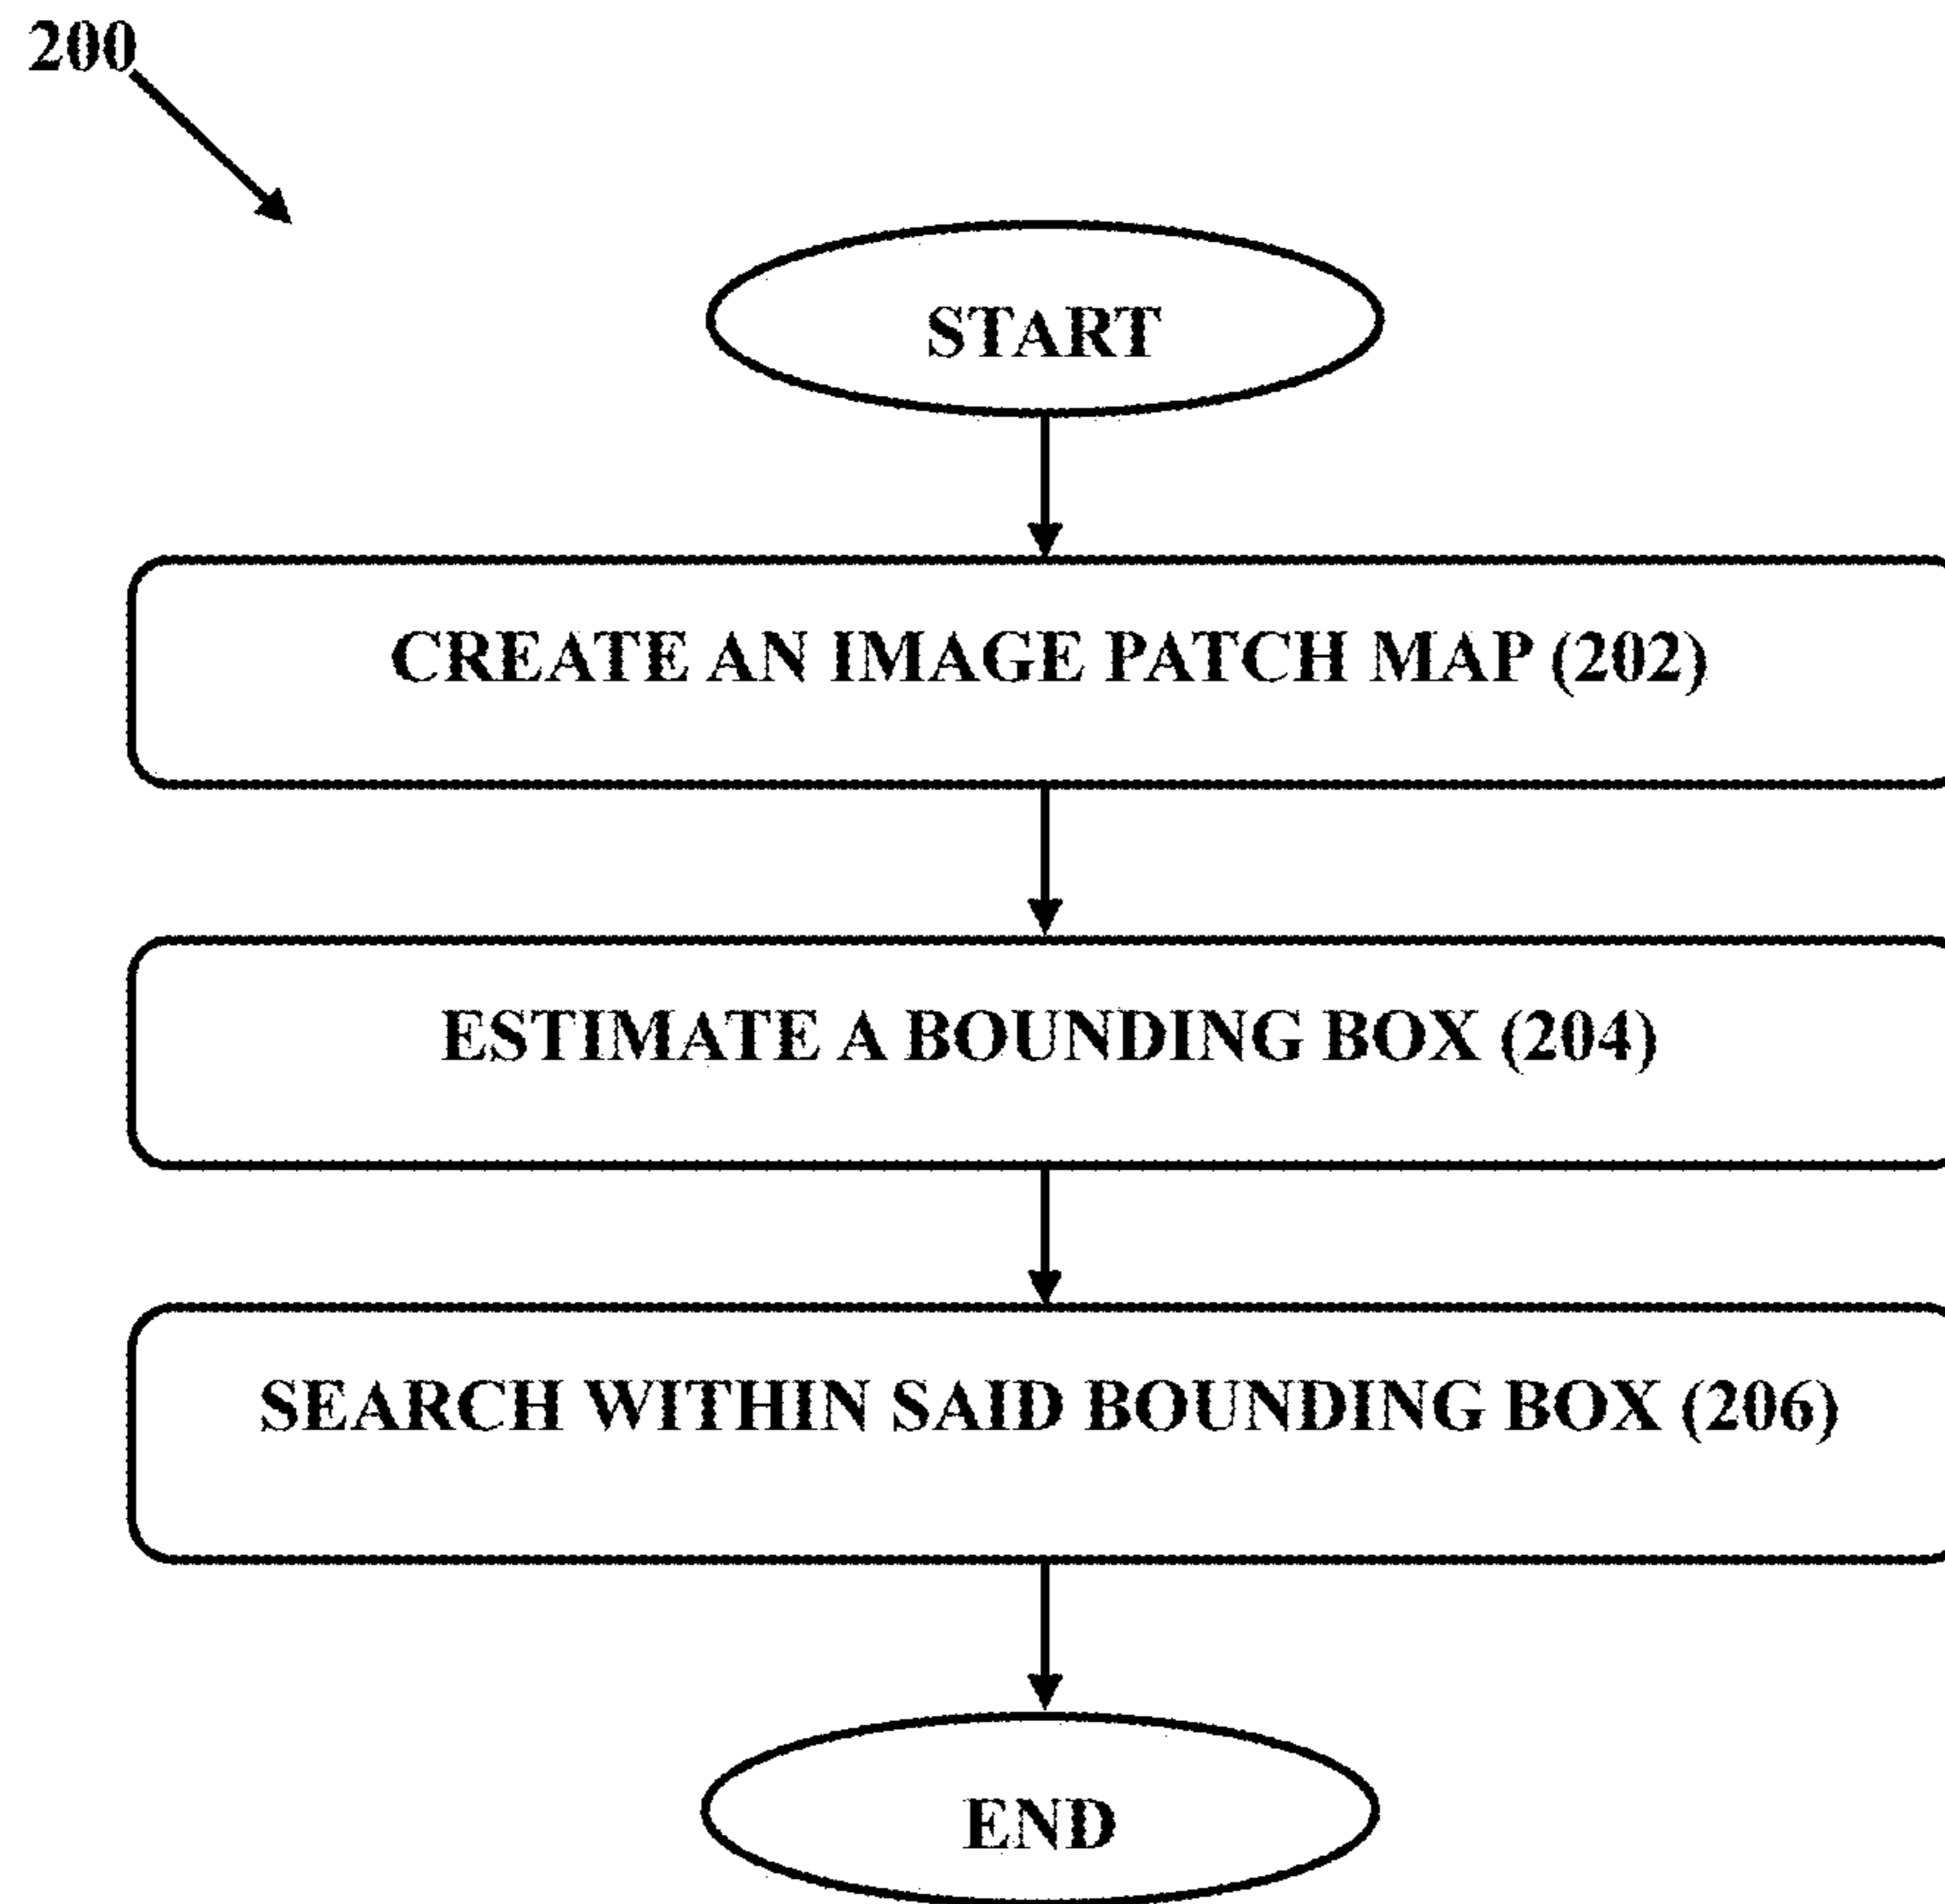 200
START
CREATE AN IMAGE PATCH MAP (202)
ESTIMATE A BOUNDING BOX (204)
SEARCH WITHIN SAID BOUNDING BOX (206)
END